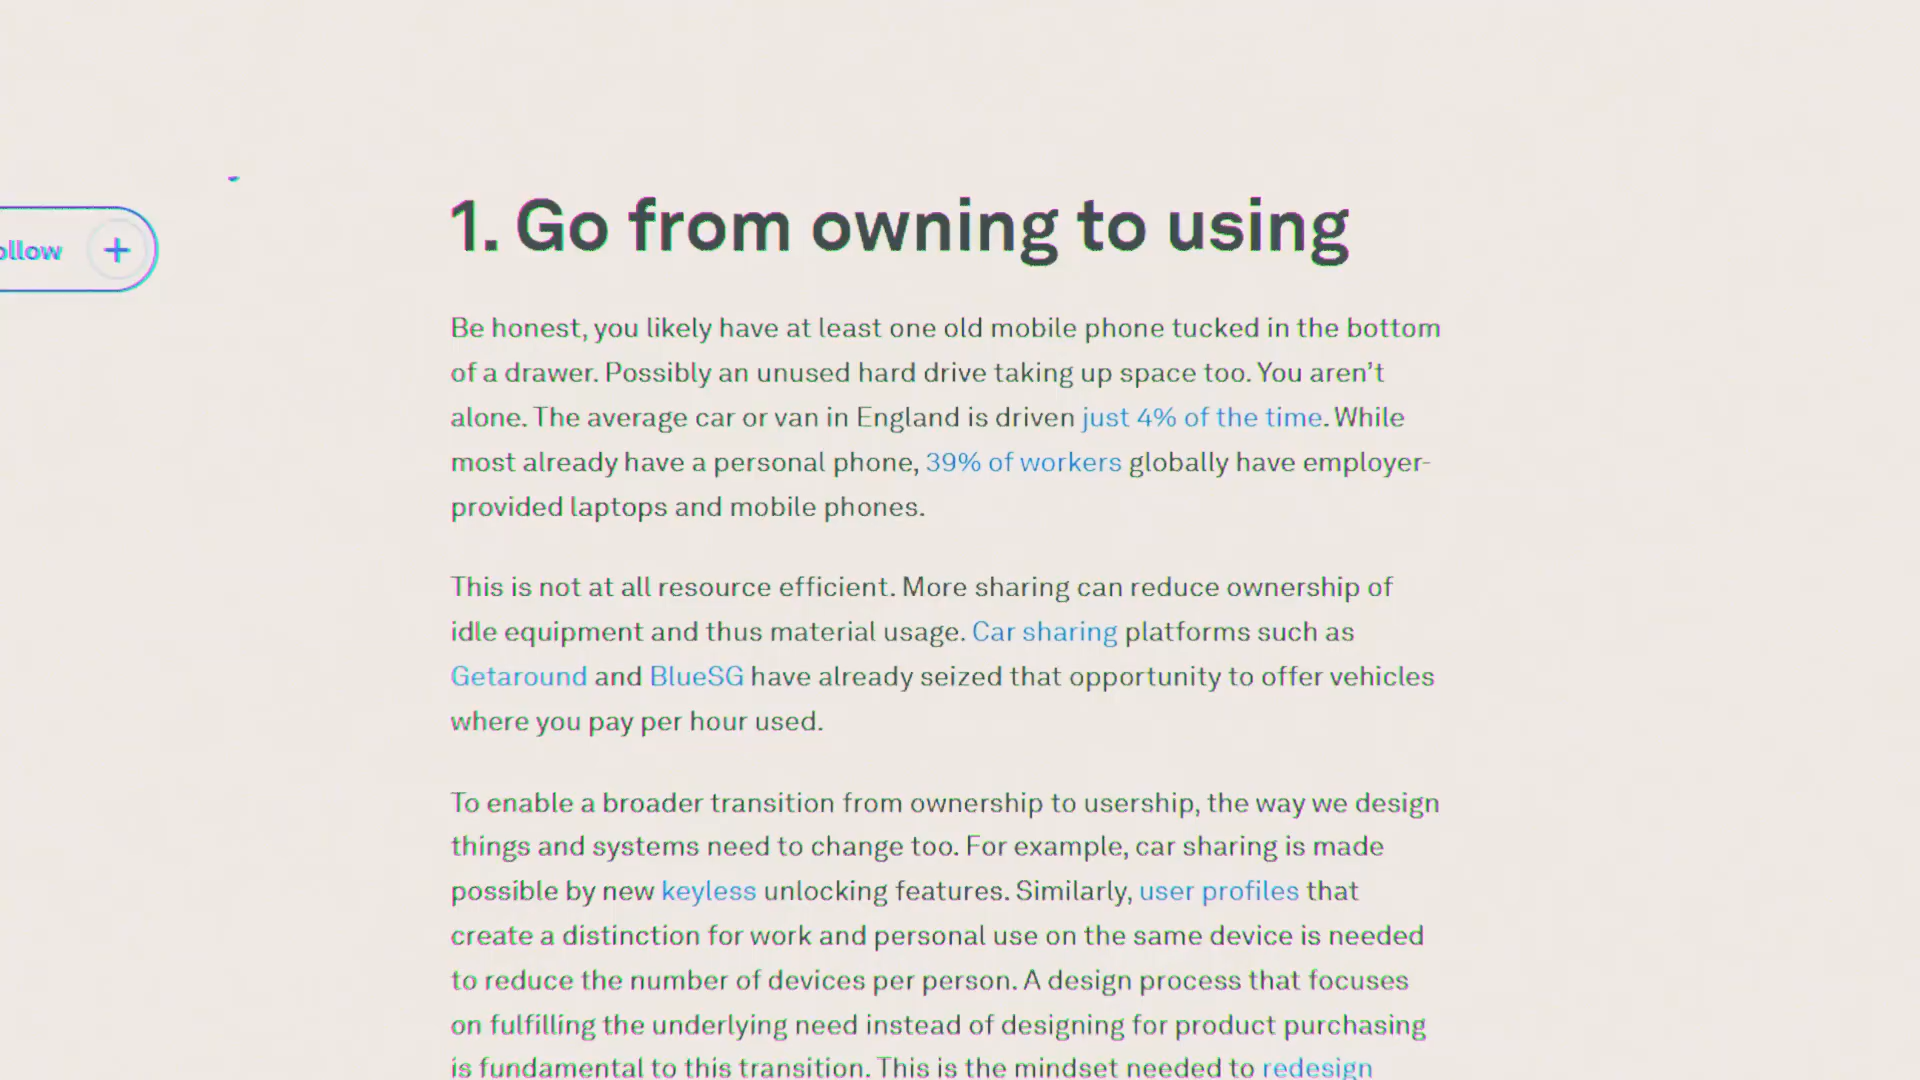 1. Go from owning to using
ollow +
Be honest, you likely have at least one old mobile phone tucked in the bottom
of a drawer. Possibly an unused hard drive taking up space too. You aren’t
alone. The average car or van in England is driven just 4% of the time. While
most already have a personal phone, 39% of workers globally have employer-
provided laptops and mobile phones.
This is not at all resource efficient. More sharing can reduce ownership of
idle equipment and thus material usage. Car sharing platforms such as
Getaround and BlueSG have already seized that opportunity to offer vehicles
where you pay per hour used.
To enable a broader transition from ownership to usership, the way we design
things and systems need to change too. For example, car sharing is made
possible by new keyless unlocking features. Similarly, user profiles that
create a distinction for work and personal use on the same device is needed
to reduce the number of devices per person. A design process that focuses
on fulfilling the underlying need instead of designing for product purchasing
is fundamental to this transition. This is the mindset needed to redesign